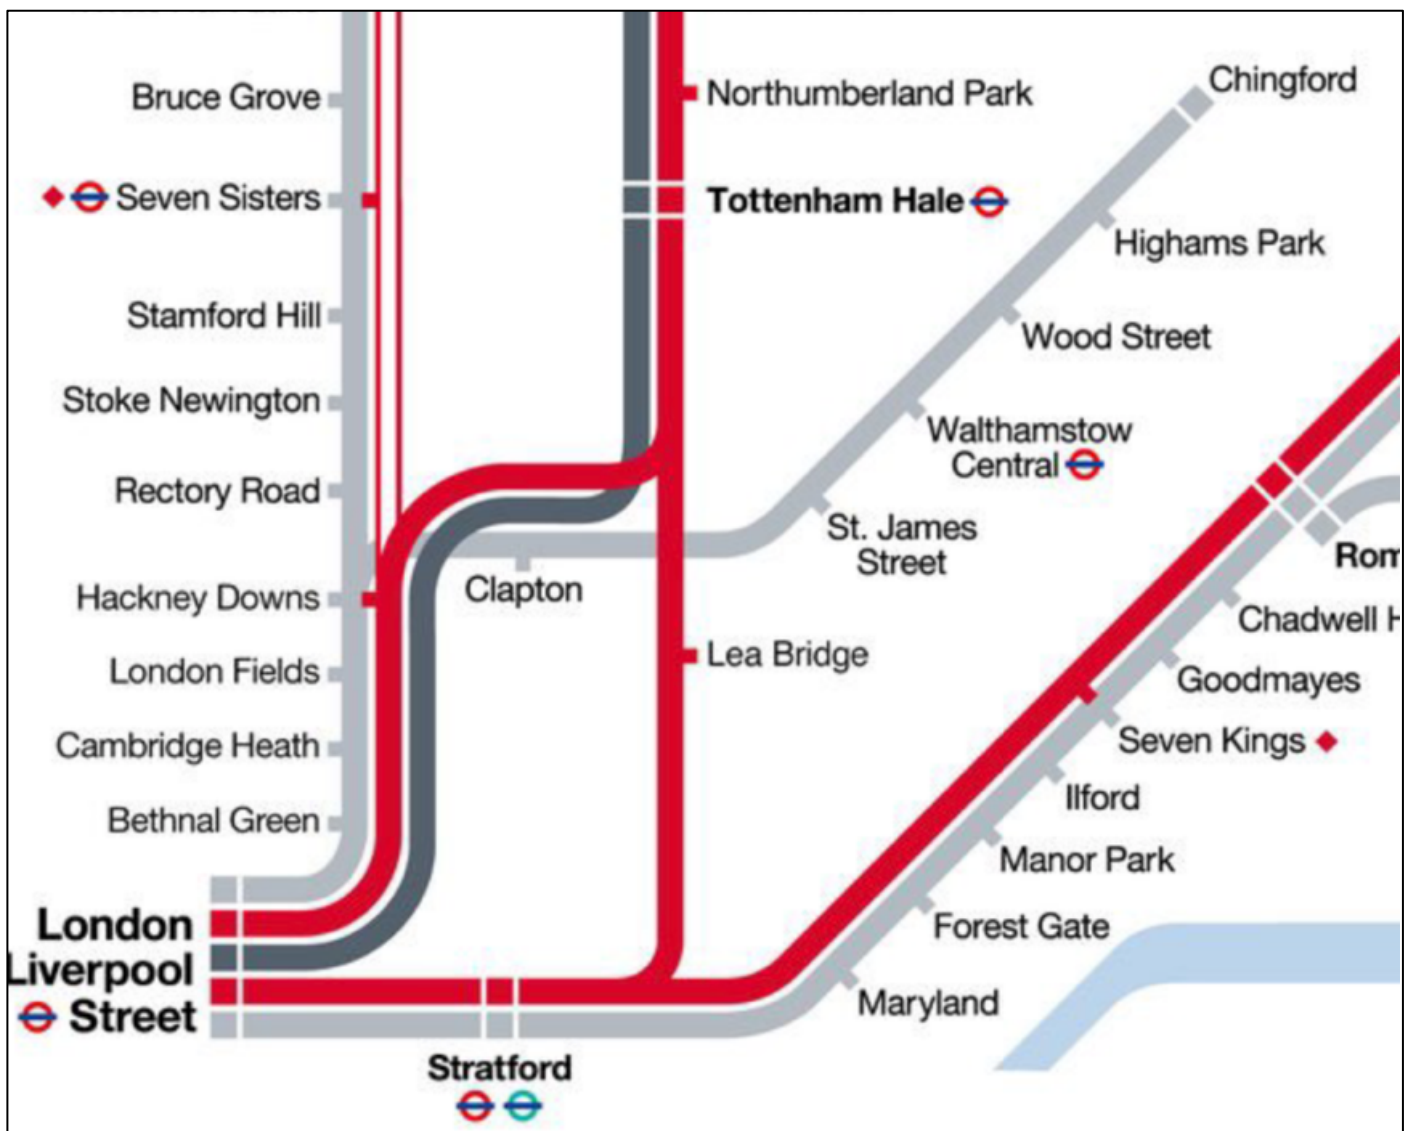 Bruce Grove
Northumberland Park
Chingford
Seven Sisters
Tottenham Hale
Highams Park
Stamford Hill
Wood Street
Stoke Newington
Walthamstow
Central
Rectory Road
St. James
Street
Rom
Clapton
Hackney Downs
Chadwell H
Lea Bridge
London Fields
Goodmayes
Cambridge Heath
Seven Kings
Ilford
Bethnal Green
Manor Park
London
Liverpool
Street
Forest Gate
Maryland
Stratford